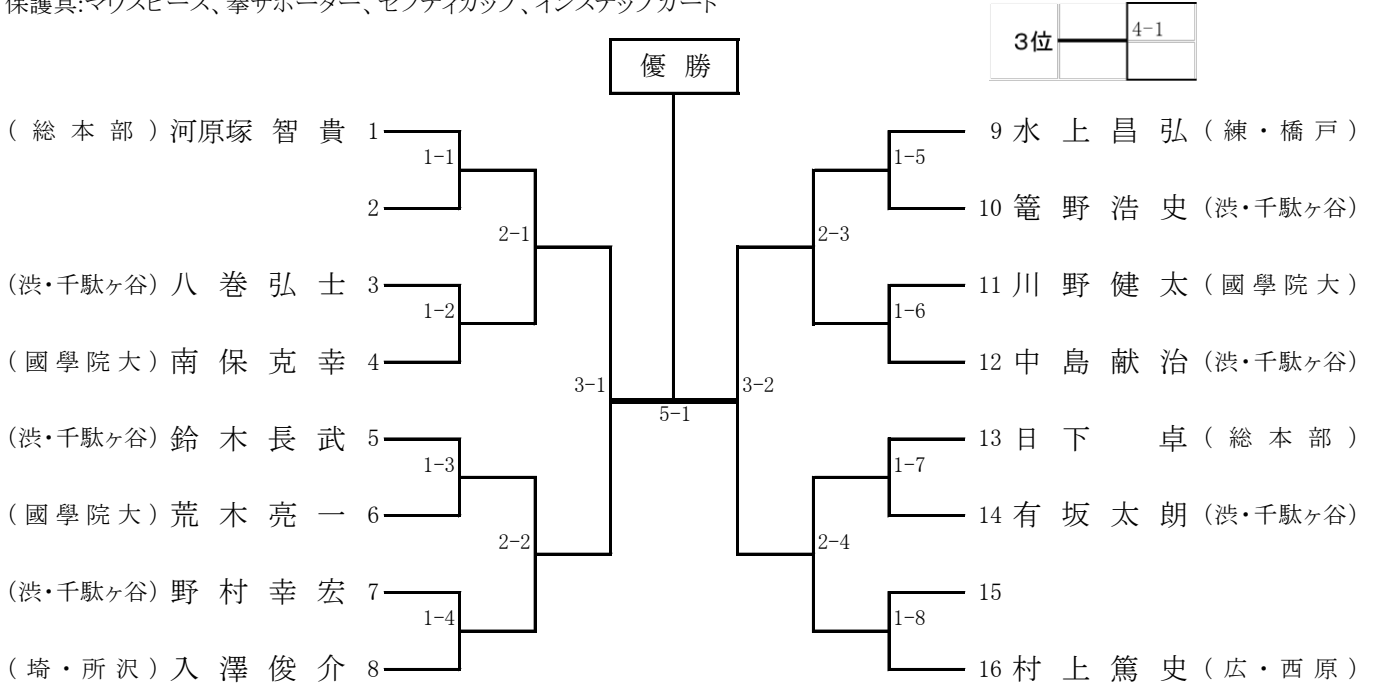 保護具:マウスピース、拳サポーター、セフティカップ、インステップガード
優 勝
3位 4-1
( 総 本 部 ) 河原塚 智 貴 1
1-1
2
2-1
(渋・千駄ヶ谷) 八 巻 弘 士 3
1-2
( 國 學 院 大 ) 南 保 克 幸 4
3-1
(渋・千駄ヶ谷) 鈴 木 長 武 5
1-3
( 國 學 院 大 ) 荒 木 亮 一 6
2-2
(渋・千駄ヶ谷) 野 村 幸 宏 7
1-4
( 埼 ・ 所 沢 ) 入 澤 俊 介 8
5-1
9 水 上 昌 弘 ( 練 ・ 橋 戸 )
1-5
10 篭 野 浩 史 (渋・千駄ヶ谷)
2-3
11 川 野 健 太 ( 國 學 院 大 )
1-6
12 中 島 献 治 (渋・千駄ヶ谷)
3-2
13 日 下 卓 ( 総 本 部 )
1-7
14 有 坂 太 朗 (渋・千駄ヶ谷)
2-4
15
1-8
16 村 上 篤 史 ( 広 ・ 西 原 )